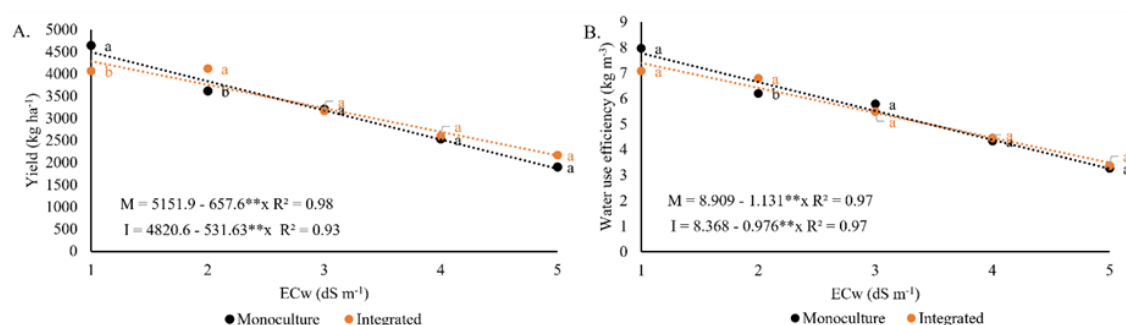 A.
Yield (kg ha⁻¹)
5000
4500
4000
3500
3000
2500
2000
1500
1000
500
0
a
b
a
b
a
a
a
a
a
a
M = 5151.9 - 657.6**x R² = 0.98
I = 4820.6 - 531.63**x R² = 0.93
1 2 3 4 5
ECw (dS m⁻¹)
Monoculture Integrated
B.
Water use efficiency (kg m⁻³)
9
8
7
6
5
4
3
2
1
0
a
a
a
b
a
a
a
a
a
a
M = 8.909 - 1.131**x R² = 0.97
I = 8.368 - 0.976**x R² = 0.97
1 2 3 4 5
ECw (dS m⁻¹)
Monoculture Integrated